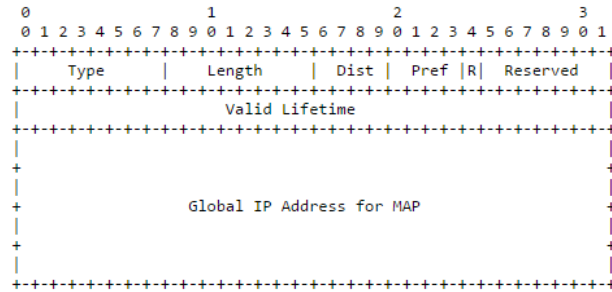 0                   1                   2                   3
 0 1 2 3 4 5 6 7 8 9 0 1 2 3 4 5 6 7 8 9 0 1 2 3 4 5 6 7 8 9 0 1
+-+-+-+-+-+-+-+-+-+-+-+-+-+-+-+-+-+-+-+-+-+-+-+-+-+-+-+-+-+-+-+-+
|     Type      |    Length     |  Dist |  Pref |R|  Reserved   |
+-+-+-+-+-+-+-+-+-+-+-+-+-+-+-+-+-+-+-+-+-+-+-+-+-+-+-+-+-+-+-+-+
|                      Valid Lifetime                           |
+-+-+-+-+-+-+-+-+-+-+-+-+-+-+-+-+-+-+-+-+-+-+-+-+-+-+-+-+-+-+-+-+
|                                                               |
+                                                               +
|                                                               |
+                  Global IP Address for MAP                    +
|                                                               |
+                                                               +
|                                                               |
+-+-+-+-+-+-+-+-+-+-+-+-+-+-+-+-+-+-+-+-+-+-+-+-+-+-+-+-+-+-+-+-+